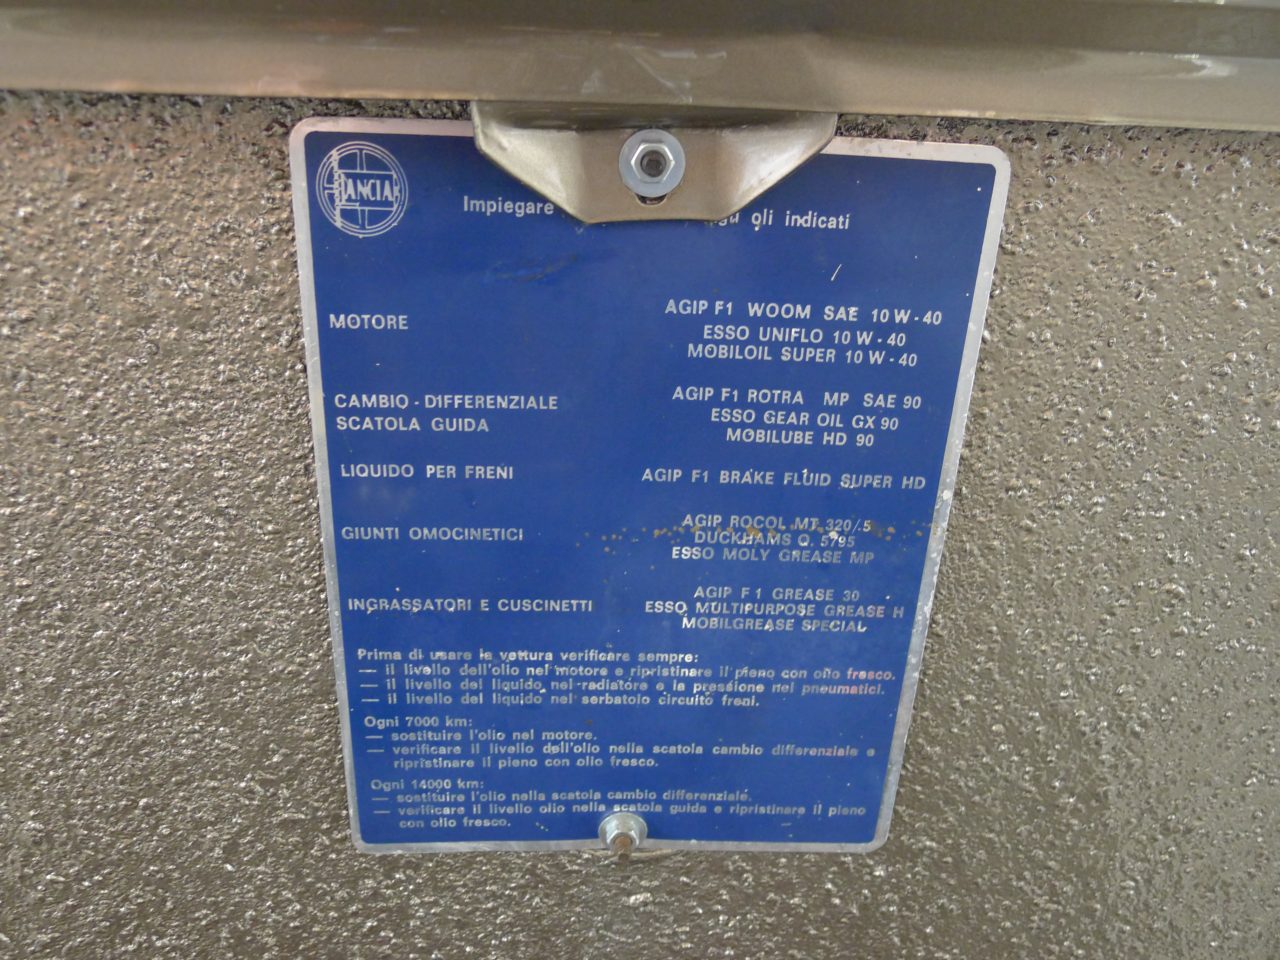 LANCIA
Impiegare gli indicati
MOTORE
AGIP F1 WOOM SAE 10 W-40
ESSO UNIFLO 10 W-40
MOBILOIL SUPER 10 W-40
CAMBIO - DIFFERENZIALE
SCATOLA GUIDA
AGIP F1 ROTRA MP SAE 90
ESSO GEAR OIL GX 90
MOBILUBE HD 90
LIQUIDO PER FRENI
AGIP F1 BRAKE FLUID SUPER HD
GIUNTI OMOCINETICI
AGIP ROCOL MT 320/.5
DUCKHAMS Q. 5795
ESSO MOLY GREASE MP
INGRASSATORI E CUSCINETTI
AGIP F1 GREASE 30
ESSO MULTIPURPOSE GREASE H
MOBILGREASE SPECIAL
Prima di usare la vettura verificare sempre:
— il livello dell'olio nel motore e ripristinare il pieno con olio fresco.
— il livello del liquido nel radiatore e la pressione nei pneumatici.
— il livello del liquido nel serbatoio circuito freni.
Ogni 7000 km:
— sostituire l'olio nel motore.
— verificare il livello dell'olio nella scatola cambio differenziale e
ripristinare il pieno con olio fresco.
Ogni 14000 km:
— sostituire l'olio nella scatola cambio differenziale.
— verificare il livello olio nella scatola guida e ripristinare il pieno
con olio fresco.